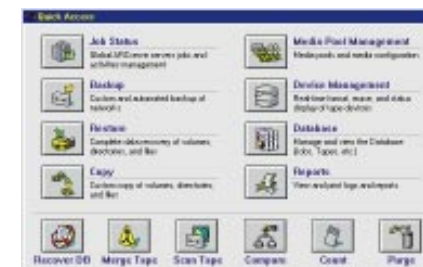 Quick Access
Job Status
Global ARCserve servers jobs and
activities management
Backup
Custom and automated backup of
networks
Restore
Complete data recovery of volumes,
directories, and files
Copy
Custom copy of volumes, directories,
and files
Media Pool Management
Media pools and media configuration
Device Management
Real-time format, erase, and status
display of tape devices
Database
Manage and view the Database
(Jobs, Tapes, etc.)
Reports
View and print logs and reports
Recover DB
Merge Tape
Scan Tape
Compare
Count
Purge